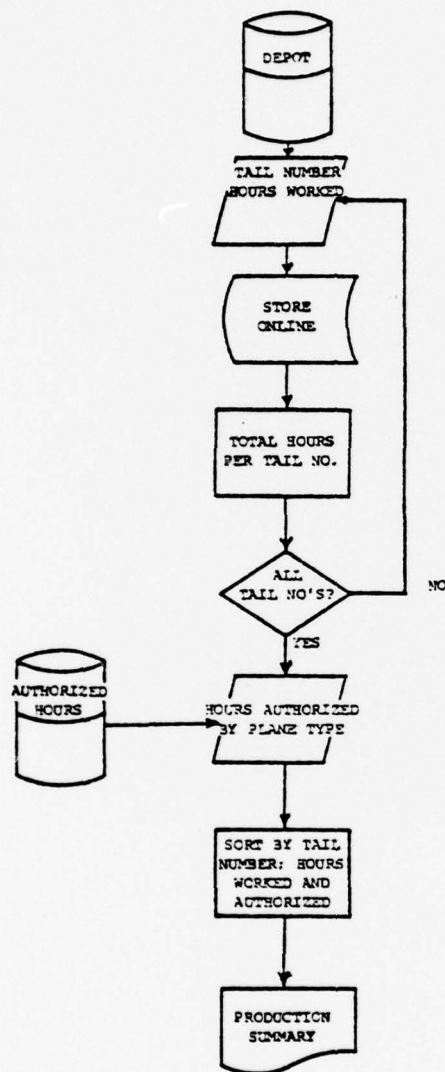 DEPOT
TAIL NUMBER
HOURS WORKED
STORE
ONLINE
TOTAL HOURS
PER TAIL NO.
ALL
TAIL NO'S?
NO
YES
AUTHORIZED
HOURS
HOURS AUTHORIZED
BY PLANE TYPE
SORT BY TAIL
NUMBER; HOURS
WORKED AND
AUTHORIZED
PRODUCTION
SUMMARY